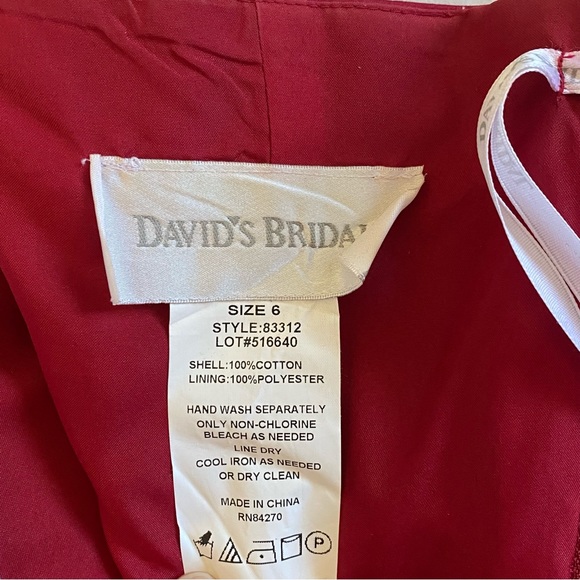 DAVID'S BRIDA
SIZE 6
STYLE:83312
LOT#516640
SHELL:100%COTTON
LINING:100%POLYESTER
HAND WASH SEPARATELY
ONLY NON-CHLORINE
BLEACH AS NEEDED
LINE DRY
COOL IRON AS NEEDED
OR DRY CLEAN
MADE IN CHINA
RN84270
P